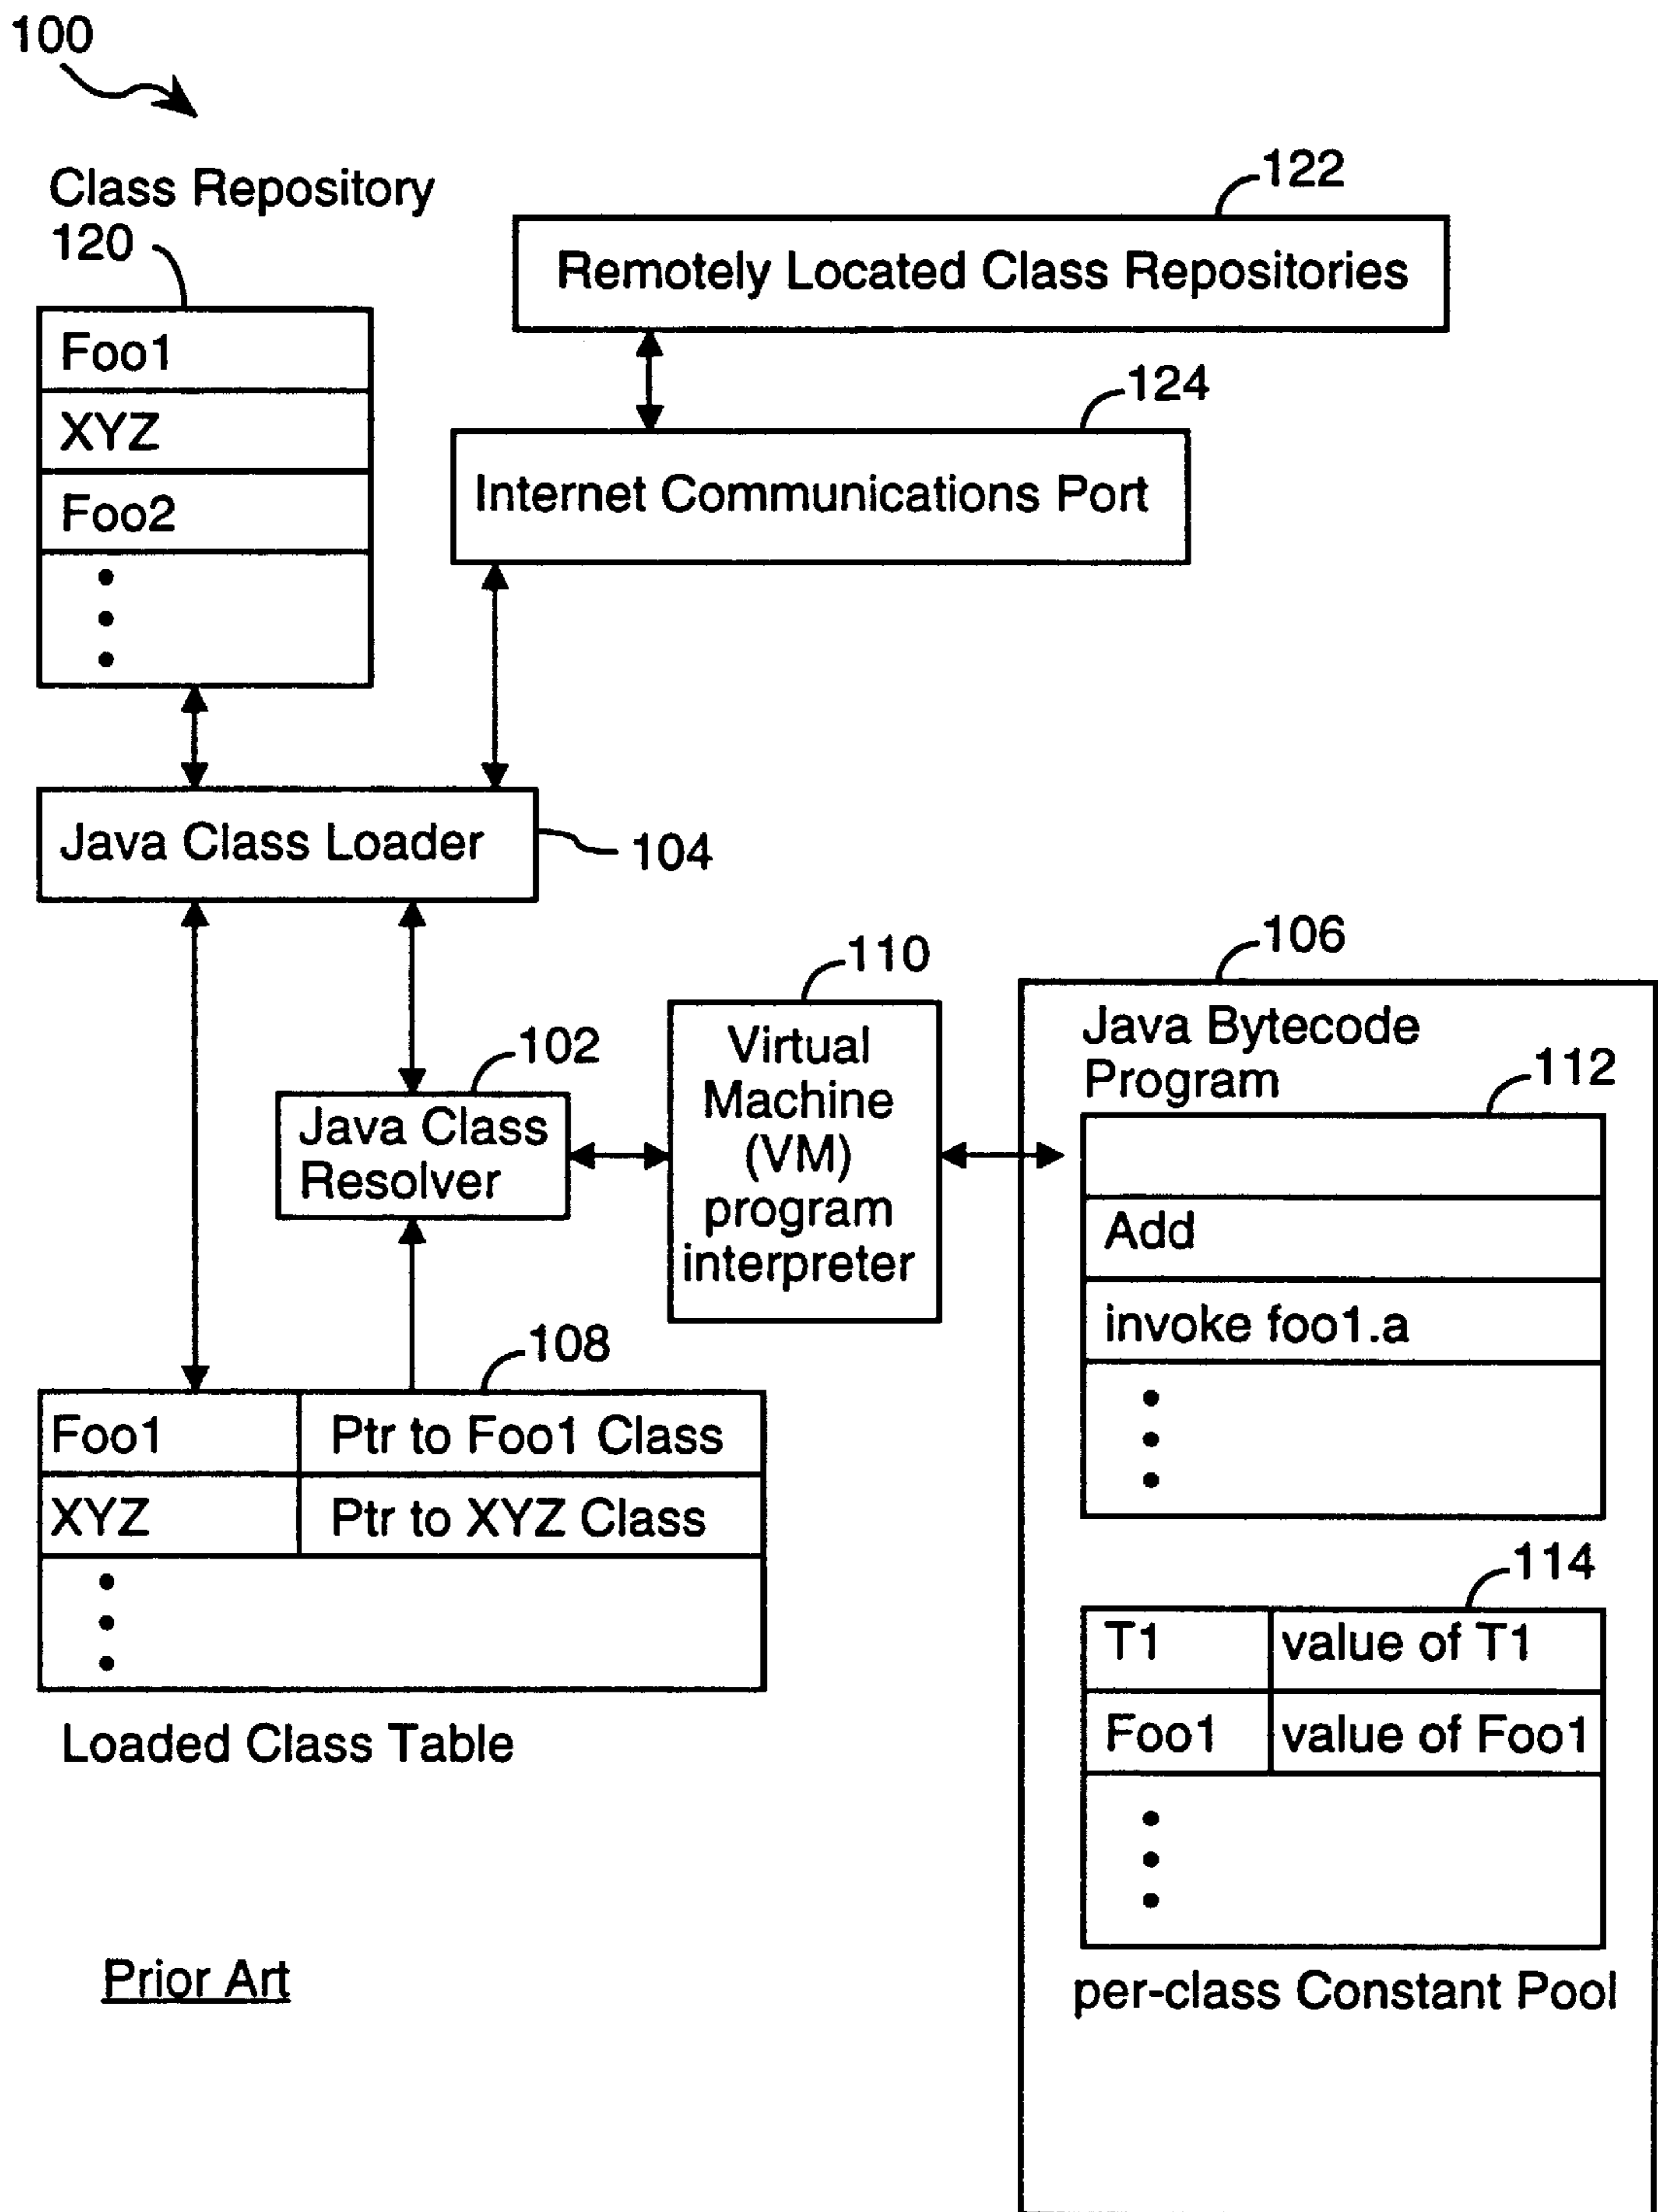 100
Class Repository
120
Foo1
XYZ
Foo2
122
Remotely Located Class Repositories
124
Internet Communications Port
Java Class Loader
104
102
Java Class
Resolver
110
Virtual
Machine
(VM)
program
interpreter
108
Foo1 Ptr to Foo1 Class
XYZ Ptr to XYZ Class
Loaded Class Table
106
Java Bytecode
Program
112
Add
invoke foo1.a
114
T1 value of T1
Foo1 value of Foo1
per-class Constant Pool
Prior Art